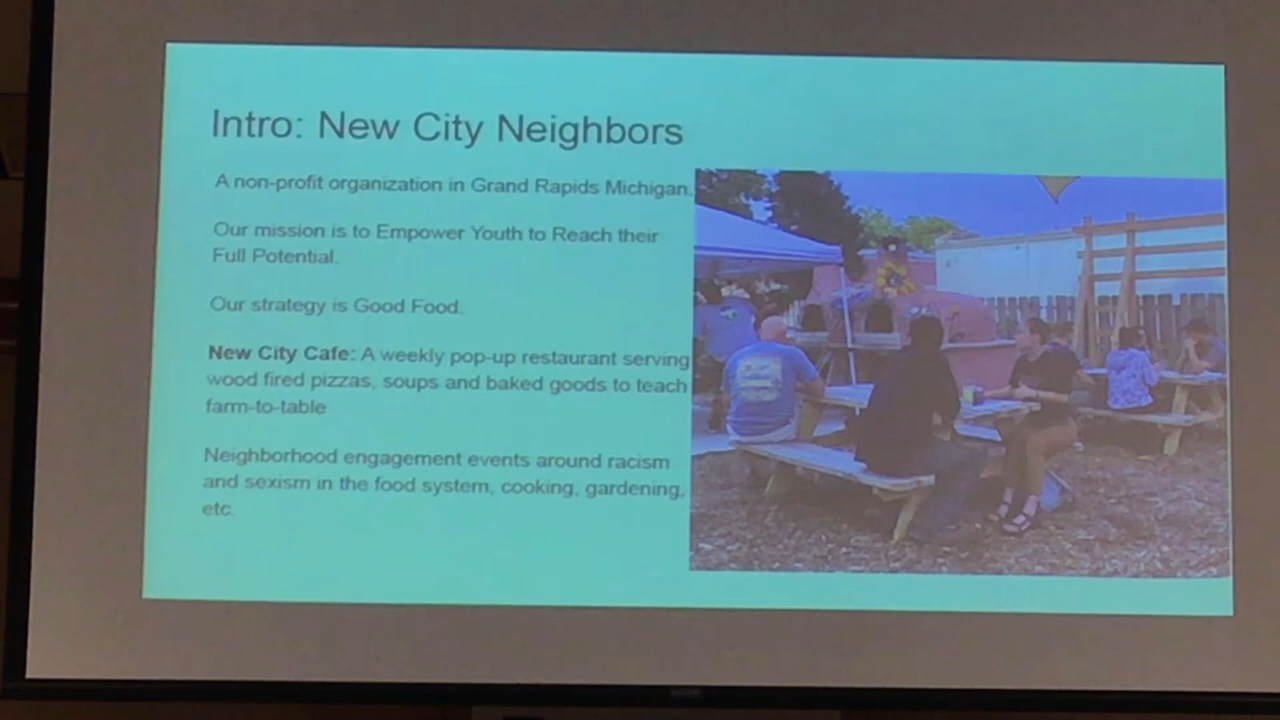 Intro: New City Neighbors
A non-profit organization in Grand Rapids Michigan.
Our mission is to Empower Youth to Reach their
Full Potential.
Our strategy is Good Food.
New City Cafe: A weekly pop-up restaurant serving
wood fired pizzas, soups and baked goods to teach
farm-to-table
Neighborhood engagement events around racism
and sexism in the food system, cooking, gardening,
etc.